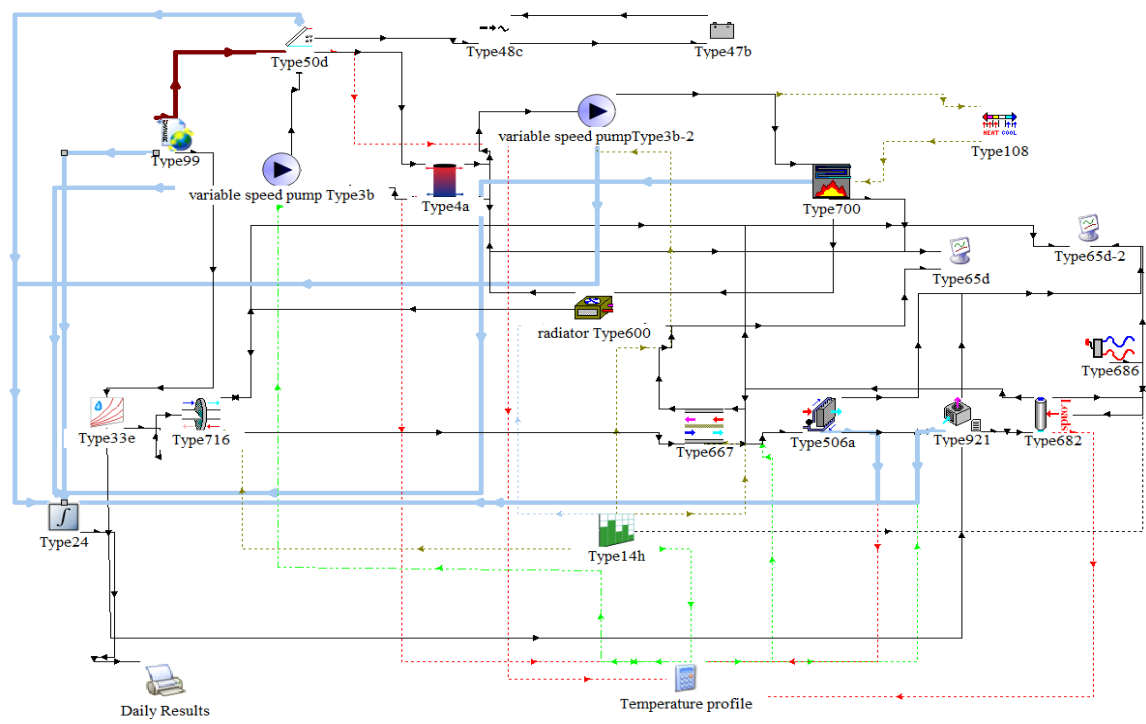 Type48c
Type47b
Type50d
HEAT COOL
Type99
variable speed pumpType3b-2
Type108
variable speed pump Type3b
Type4a
Type700
Type65d-2
Type65d
radiator Type600
Type686
Loads
Type33e
Type716
Type667
Type506a
Type921
Type682
Type24
Type14h
Temperature profile
Daily Results